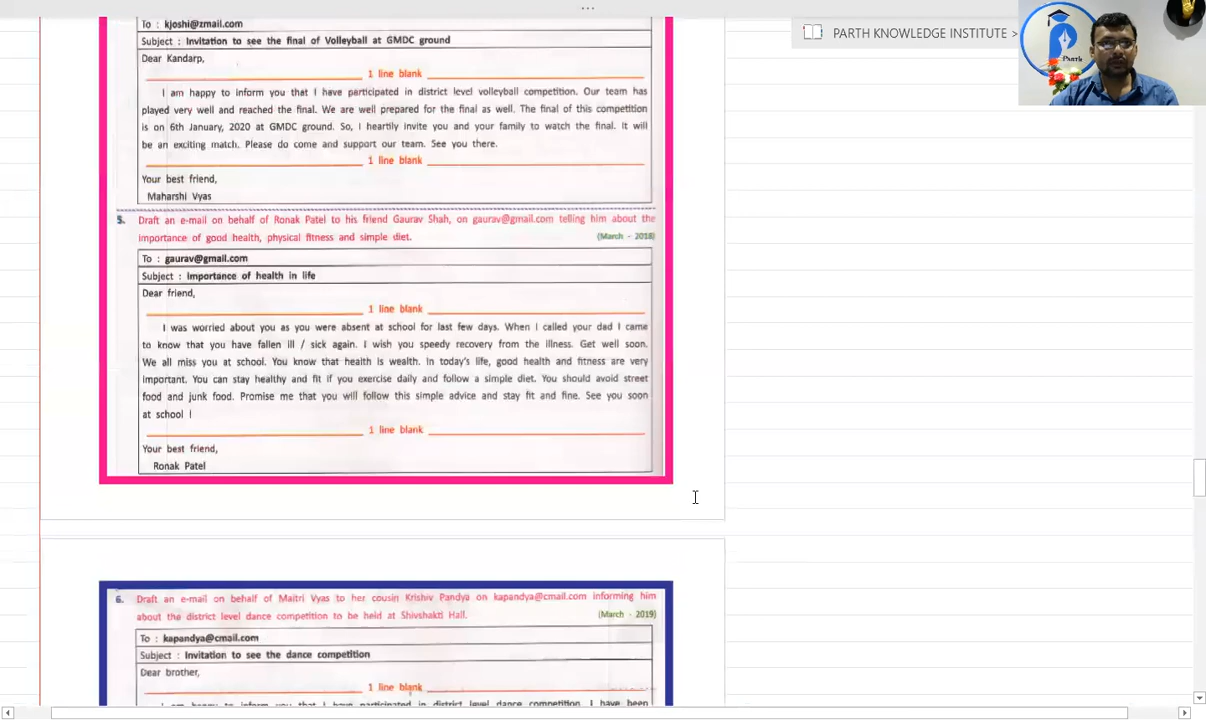 PARTH KNOWLEDGE INSTITUTE >
Parth
To : kjoshi@zmail.com
Subject : Invitation to see the final of Volleyball at GMDC ground
Dear Kandarp,
1 line blank
I am happy to inform you that I have participated in district level volleyball competition. Our team has
played very well and reached the final. We are well prepared for the final as well. The final of this competition
is on 6th January, 2020 at GMDC ground. So, I heartily invite you and your family to watch the final. It will
be an exciting match. Please do come and support our team. See you there.
1 line blank
Your best friend,
Maharshi Vyas
5. Draft an e-mail on behalf of Ronak Patel to his friend Gaurav Shah, on gaurav@gmail.com telling him about the
importance of good health, physical fitness and simple diet. (March - 2018)
To : gaurav@gmail.com
Subject : Importance of health in life
Dear friend,
1 line blank
I was worried about you as you were absent at school for last few days. When I called your dad I came
to know that you have fallen ill / sick again. I wish you speedy recovery from the illness. Get well soon.
We all miss you at school. You know that health is wealth. In today's life, good health and fitness are very
important. You can stay healthy and fit if you exercise daily and follow a simple diet. You should avoid street
food and junk food. Promise me that you will follow this simple advice and stay fit and fine. See you soon
at school !
1 line blank
Your best friend,
Ronak Patel
6. Draft an e-mail on behalf of Maitri Vyas to her cousin Krishiv Pandya on kapandya@cmail.com informing him
about the district level dance competition to be held at Shivshakti Hall. (March - 2019)
To : kapandya@cmail.com
Subject : Invitation to see the dance competition
Dear brother,
1 line blank
I am happy to inform you that I have participated in district level dance competition. I have been